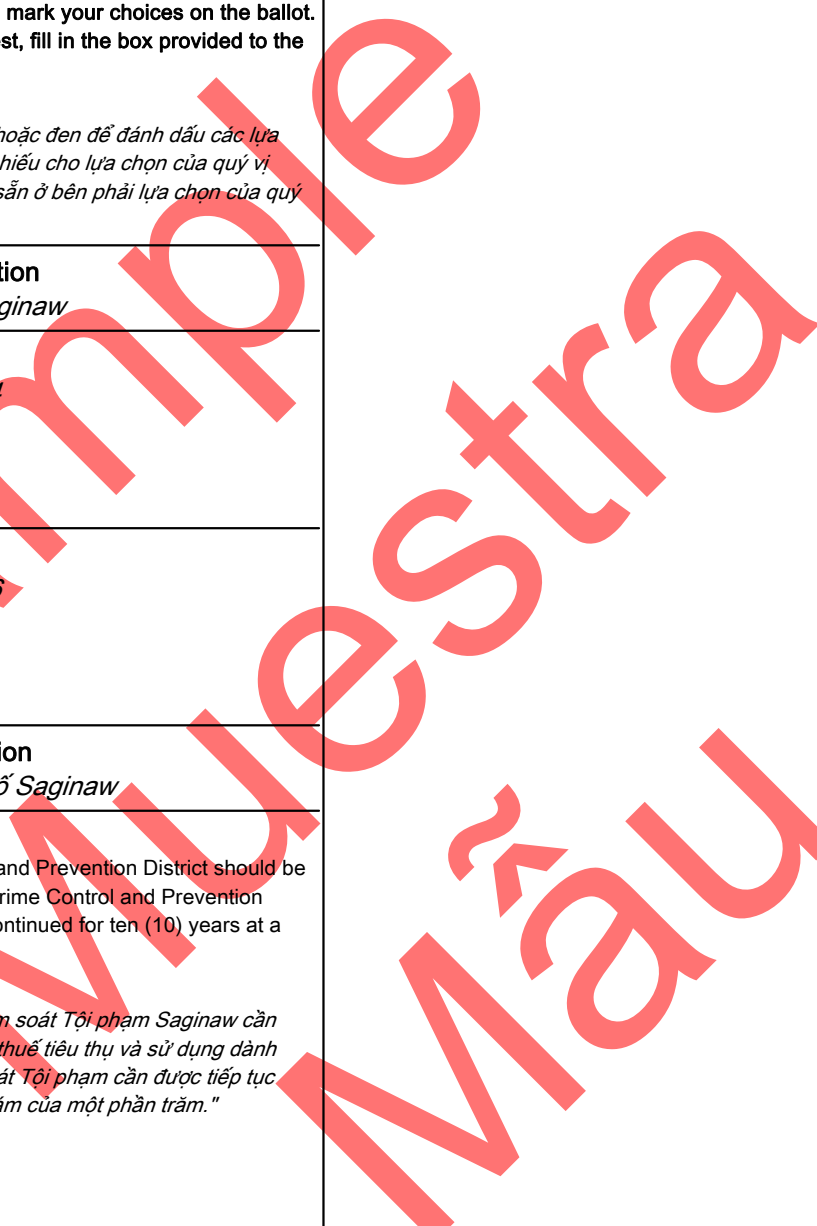 mark your choices on the ballot.
st, fill in the box provided to the
hoặc đen để đánh dấu các lựa
hiếu cho lựa chọn của quý vị
sẵn ở bên phải lựa chọn của quý
tion
ginaw
ion
ố Saginaw
and Prevention District should be
rime Control and Prevention
ontinued for ten (10) years at a
m soát Tội phạm Saginaw cần
thuế tiêu thụ và sử dụng dành
át Tội phạm cần được tiếp tục
ám của một phần trăm."
mple
Muestra
Mẫu